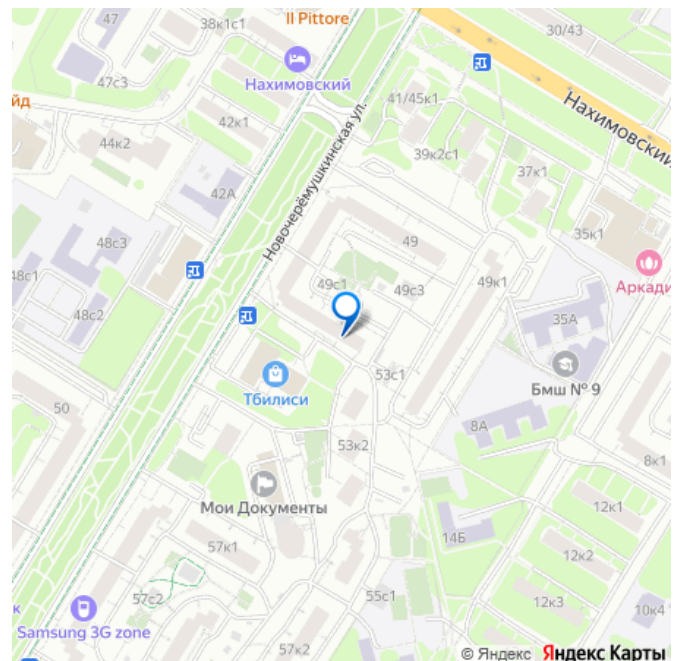 38к1с1
Il Pittore
30/43
47с3
Нахимовский
йд
42к1
41/45к1
Нахимовский
44к2
Новочерёмушкинская ул.
39к2с1
37к1
42А
35к1
48с3
49
48с1
49с1
49с3
49к1
Аркади
48с2
35А
53с1
Тбилиси
Бмш № 9
50
8А
53к2
8к1
Мои Документы
12к1
57к1
14Б
12к2
57с2
55с1
12к3
10к4
к
Samsung 3G zone
57к2
© Яндекс Яндекс Карты